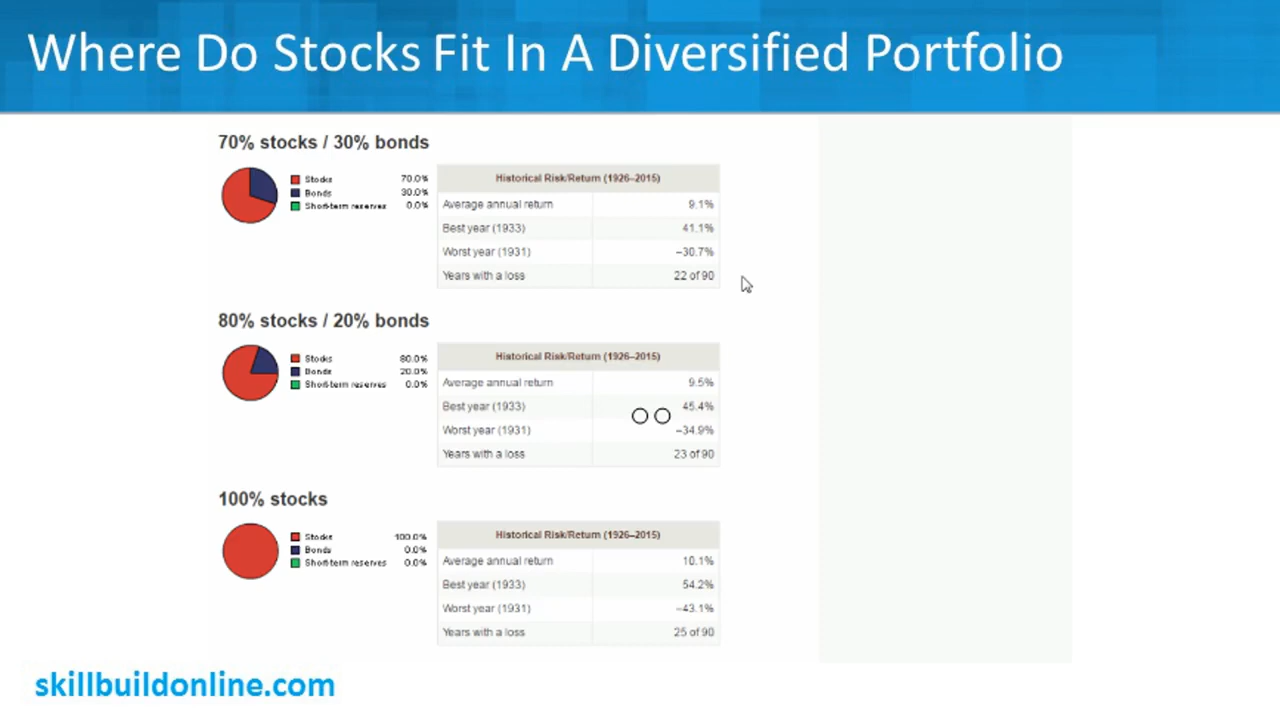 Where Do Stocks Fit In A Diversified Portfolio
70% stocks / 30% bonds
Stocks 70.0%
Bonds 30.0%
Short-term reserves 0.0%
Historical Risk/Return (1926–2015)
Average annual return 9.1%
Best year (1933) 41.1%
Worst year (1931) –30.7%
Years with a loss 22 of 90
80% stocks / 20% bonds
Stocks 80.0%
Bonds 20.0%
Short-term reserves 0.0%
Historical Risk/Return (1926–2015)
Average annual return 9.5%
Best year (1933) 45.4%
Worst year (1931) –34.9%
Years with a loss 23 of 90
100% stocks
Stocks 100.0%
Bonds 0.0%
Short-term reserves 0.0%
Historical Risk/Return (1926–2015)
Average annual return 10.1%
Best year (1933) 54.2%
Worst year (1931) –43.1%
Years with a loss 25 of 90
skillbuildonline.com